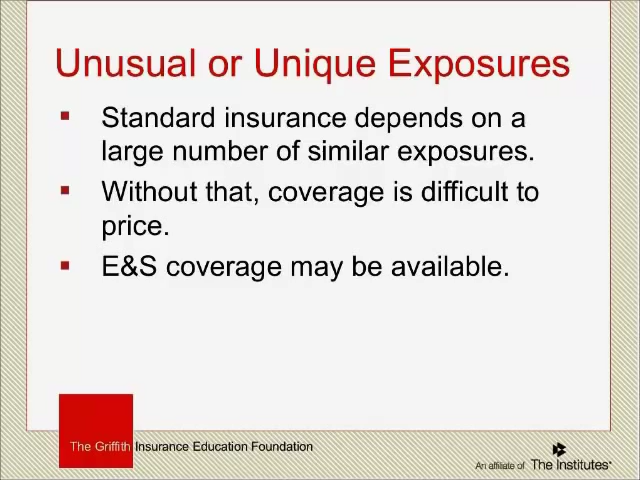 Unusual or Unique Exposures
▪ Standard insurance depends on a
large number of similar exposures.
▪ Without that, coverage is difficult to
price.
▪ E&S coverage may be available.
The Griffith Insurance Education Foundation
An affiliate of The Institutes